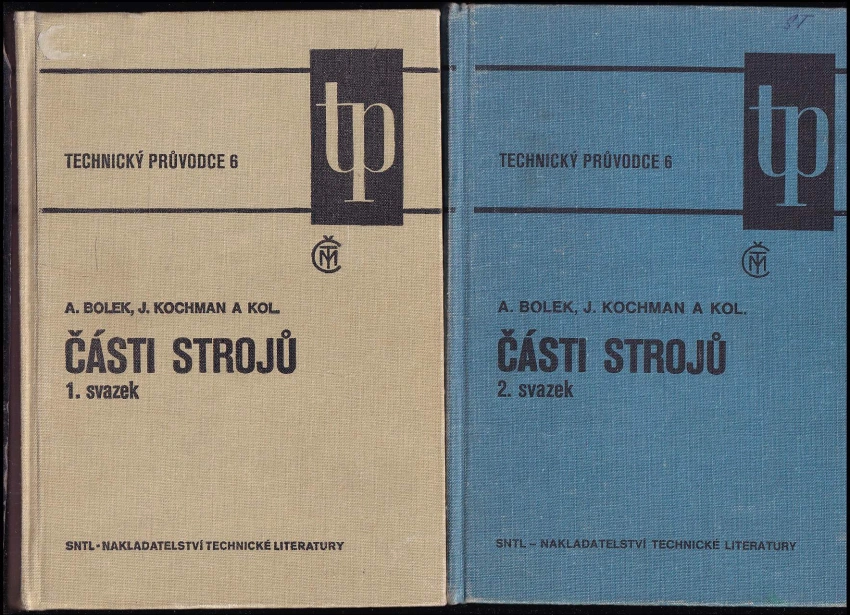 tp
TECHNICKÝ PRŮVODCE 6
A. BOLEK, J. KOCHMAN A KOL.
ČÁSTI STROJŮ
1. svazek
SNTL-NAKLADATELSTVÍ TECHNICKÉ LITERATURY
tp
TECHNICKÝ PRŮVODCE 6
A. BOLEK, J. KOCHMAN A KOL.
ČÁSTI STROJŮ
2. svazek
SNTL – NAKLADATELSTVÍ TECHNICKÉ LITERATURY